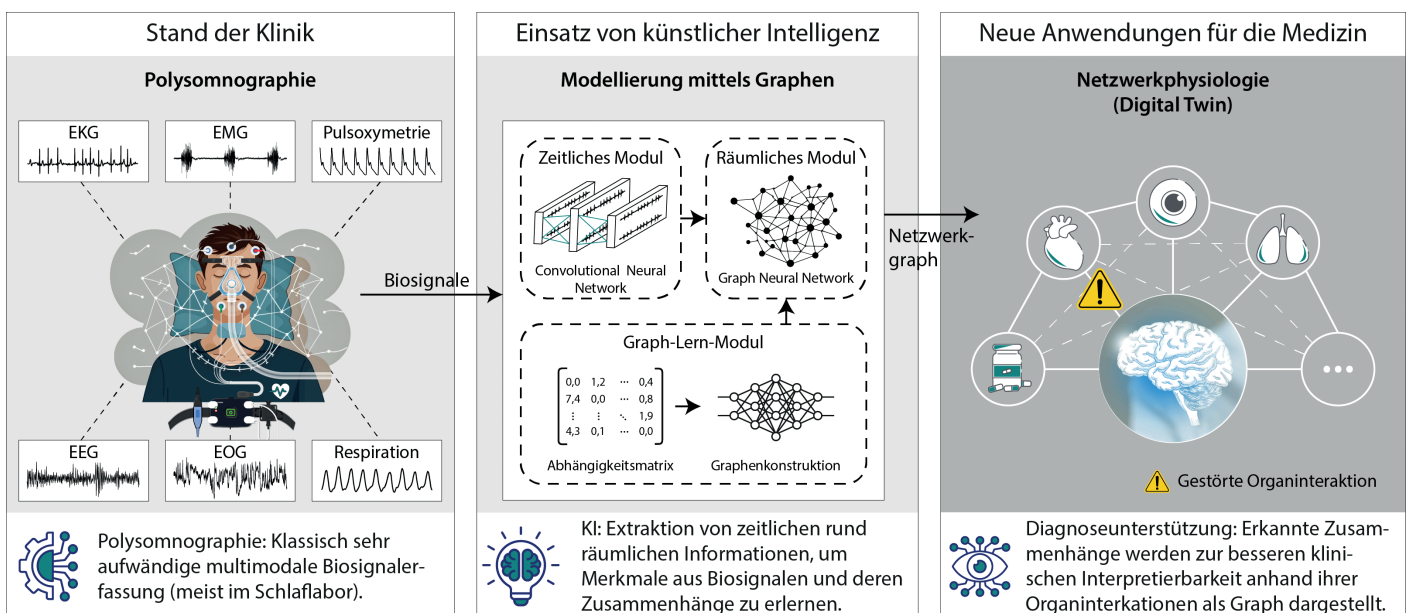 Stand der Klinik
Polysomnographie
EKG
EMG
Pulsoxymetrie
EEG
EOG
Respiration
Polysomnographie: Klassisch sehr
aufwändige multimodale Biosignaler-
fassung (meist im Schlaflabor).
Biosignale
Einsatz von künstlicher Intelligenz
Modellierung mittels Graphen
Zeitliches Modul
Convolutional Neural
Network
Räumliches Modul
Graph Neural Network
Graph-Lern-Modul
0,0 1,2 ··· 0,4
7,4 0,0 ··· 0,8
⋮ ⋮ ⋱ 1,9
4,3 0,1 ··· 0,0
Abhängigkeitsmatrix
Graphenkonstruktion
KI: Extraktion von zeitlichen rund
räumlichen Informationen, um
Merkmale aus Biosignalen und deren
Zusammenhänge zu erlernen.
Netzwerk-
graph
Neue Anwendungen für die Medizin
Netzwerkphysiologie
(Digital Twin)
Gestörte Organinteraktion
Diagnoseunterstützung: Erkannte Zusam-
menhänge werden zur besseren klini-
schen Interpretierbarkeit anhand ihrer
Organinterkationen als Graph dargestellt.